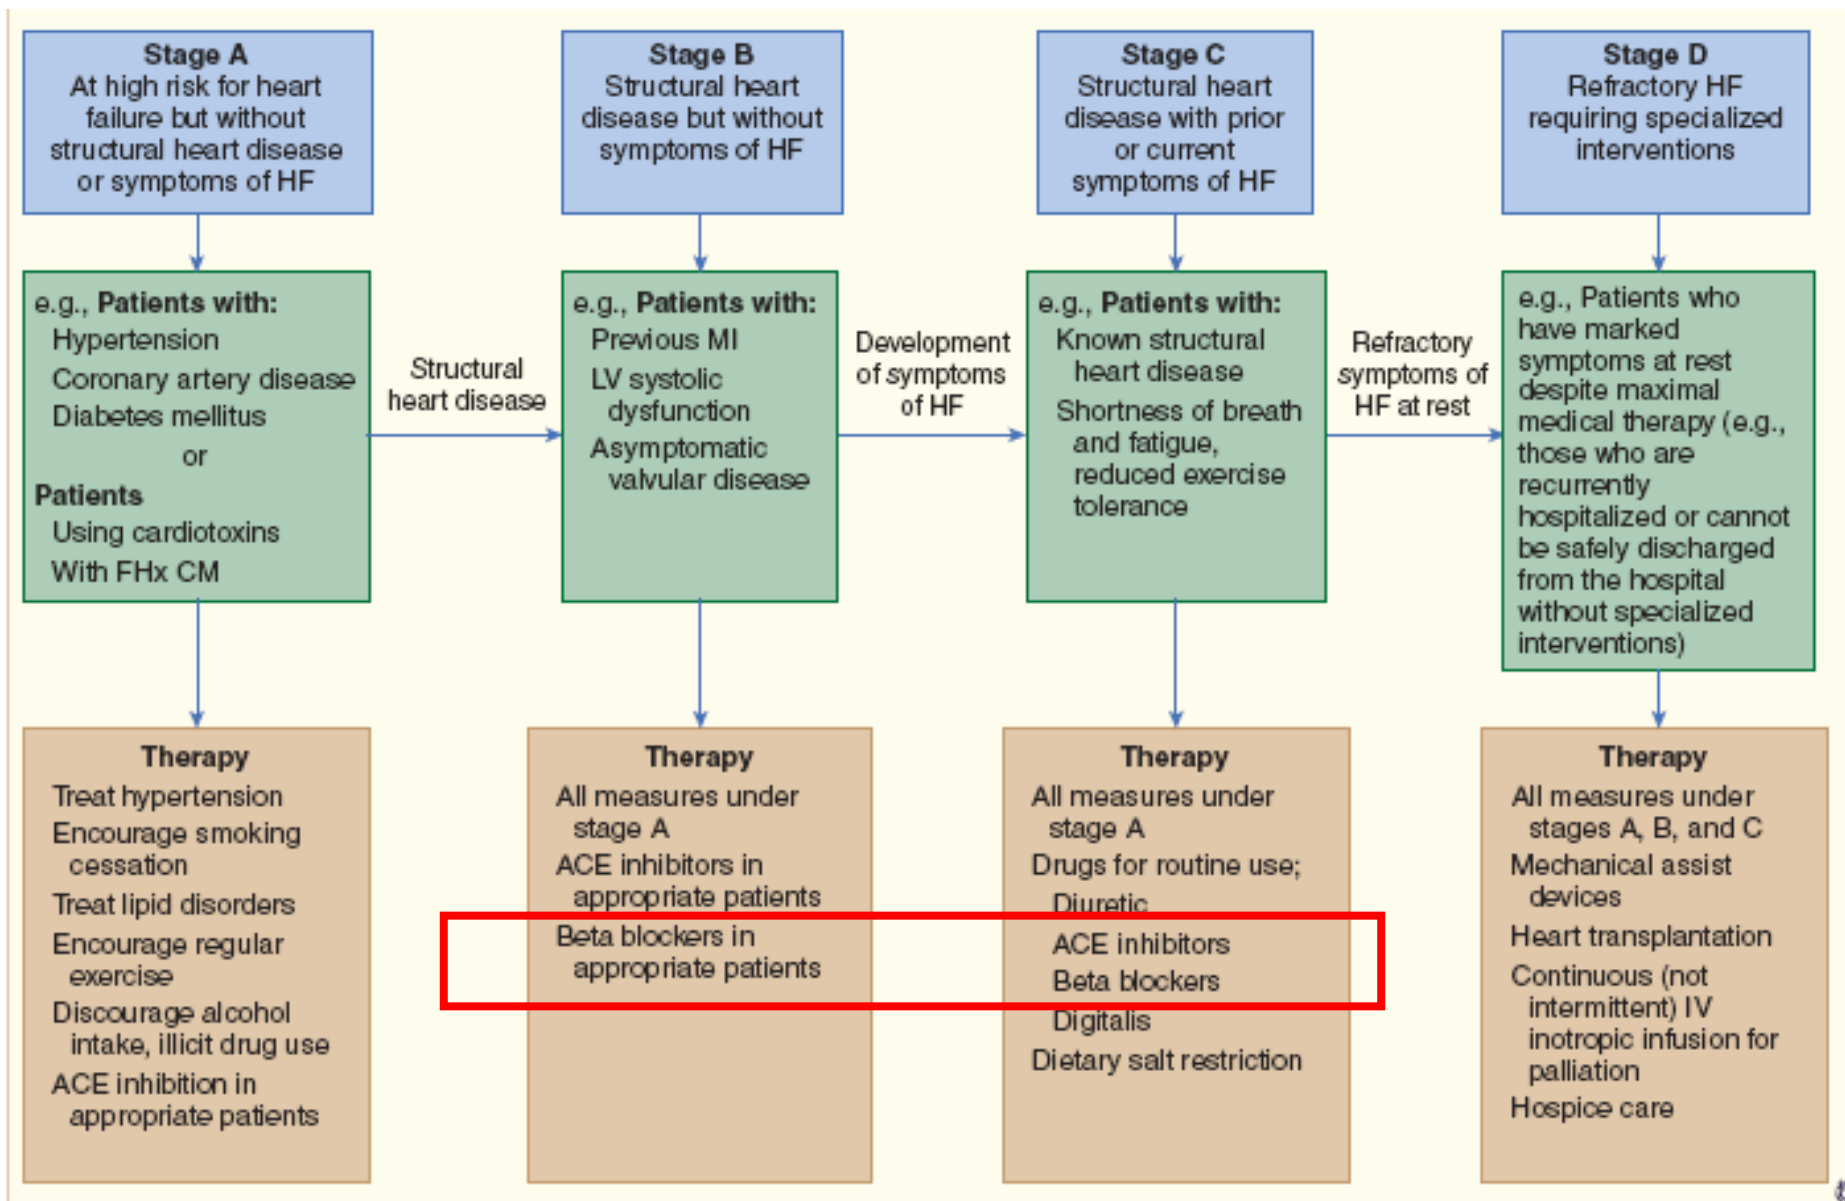 Stage A
At high risk for heart
failure but without
structural heart disease
or symptoms of HF
Stage B
Structural heart
disease but without
symptoms of HF
Stage C
Structural heart
disease with prior
or current
symptoms of HF
Stage D
Refractory HF
requiring specialized
interventions
e.g., Patients with:
Hypertension
Coronary artery disease
Diabetes mellitus
or
Patients
Using cardiotoxins
With FHx CM
Structural
heart disease
e.g., Patients with:
Previous MI
LV systolic
dysfunction
Asymptomatic
valvular disease
Development
of symptoms
of HF
e.g., Patients with:
Known structural
heart disease
Shortness of breath
and fatigue,
reduced exercise
tolerance
Refractory
symptoms of
HF at rest
e.g., Patients who
have marked
symptoms at rest
despite maximal
medical therapy (e.g.,
those who are
recurrently
hospitalized or cannot
be safely discharged
from the hospital
without specialized
interventions)
Therapy
Treat hypertension
Encourage smoking
cessation
Treat lipid disorders
Encourage regular
exercise
Discourage alcohol
intake, illicit drug use
ACE inhibition in
appropriate patients
Therapy
All measures under
stage A
ACE inhibitors in
appropriate patients
Beta blockers in
appropriate patients
Therapy
All measures under
stage A
Drugs for routine use;
Diuretic
ACE inhibitors
Beta blockers
Digitalis
Dietary salt restriction
Therapy
All measures under
stages A, B, and C
Mechanical assist
devices
Heart transplantation
Continuous (not
intermittent) IV
inotropic infusion for
palliation
Hospice care